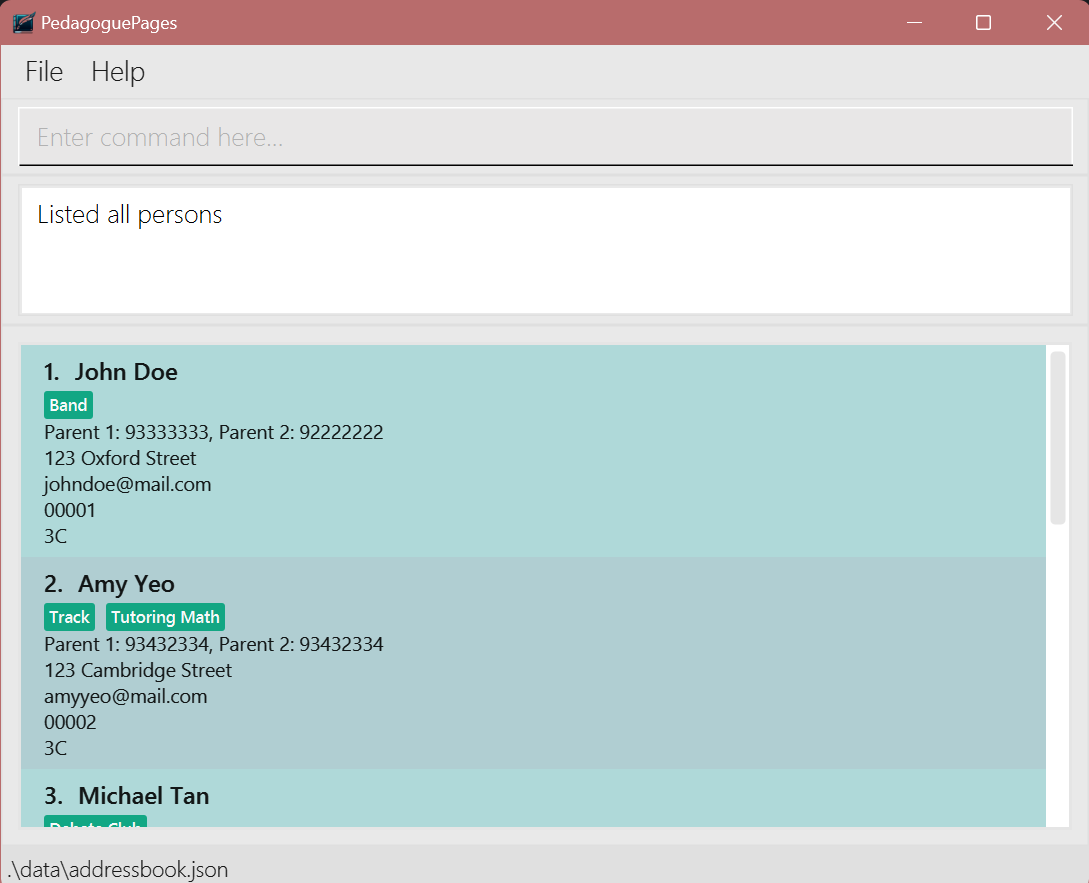 PedagoguePages
File Help
Enter command here...
Listed all persons
1. John Doe
Band
Parent 1: 93333333, Parent 2: 92222222
123 Oxford Street
johndoe@mail.com
00001
3C
2. Amy Yeo
Track Tutoring Math
Parent 1: 93432334, Parent 2: 93432334
123 Cambridge Street
amyyeo@mail.com
00002
3C
3. Michael Tan
Debate Club
.\data\addressbook.json